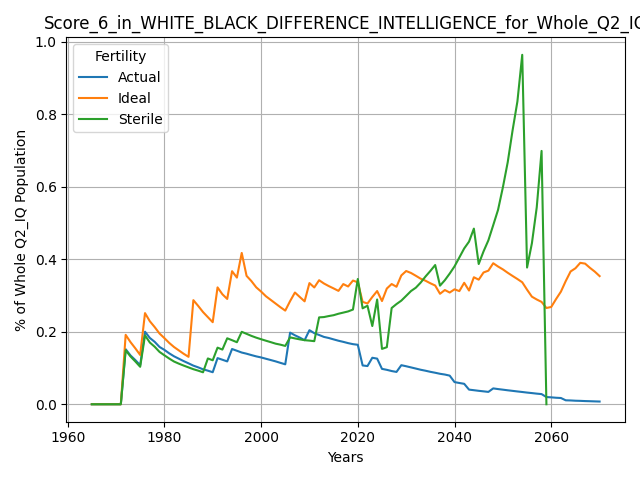 Score_6_in_WHITE_BLACK_DIFFERENCE_INTELLIGENCE_for_Whole_Q2_IQ
Fertility
Actual
Ideal
Sterile
% of Whole Q2_IQ Population
1.0
0.8
0.6
0.4
0.2
0.0
1960 1980 2000 2020 2040 2060
Years